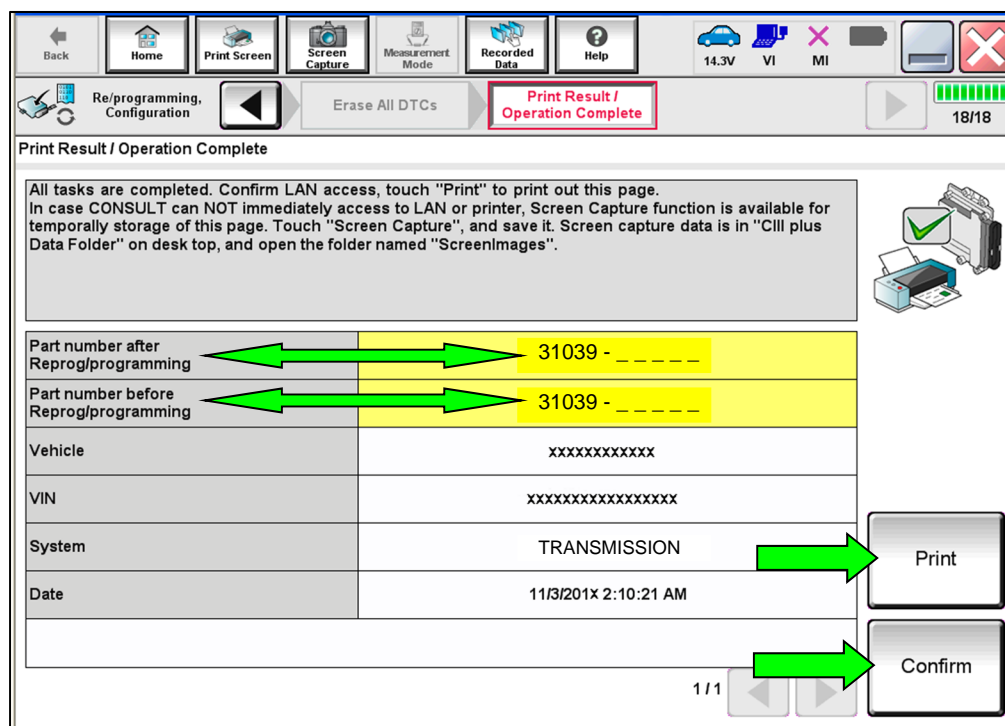 Back
Home
Print Screen
Screen
Capture
Measurement
Mode
Recorded
Data
Help
14.3V
VI
MI
Re/programming,
Configuration
Erase All DTCs
Print Result /
Operation Complete
18/18
Print Result / Operation Complete
All tasks are completed. Confirm LAN access, touch "Print" to print out this page.
In case CONSULT can NOT immediately access to LAN or printer, Screen Capture function is available for
temporally storage of this page. Touch "Screen Capture", and save it. Screen capture data is in "CIII plus
Data Folder" on desk top, and open the folder named "ScreenImages".
Part number after
Reprog/programming
31039 - _ _ _ _ _
Part number before
Reprog/programming
31039 - _ _ _ _ _
Vehicle
xxxxxxxxxxxx
VIN
xxxxxxxxxxxxxxxxx
System
TRANSMISSION
Date
11/3/201X 2:10:21 AM
Print
Confirm
1 / 1